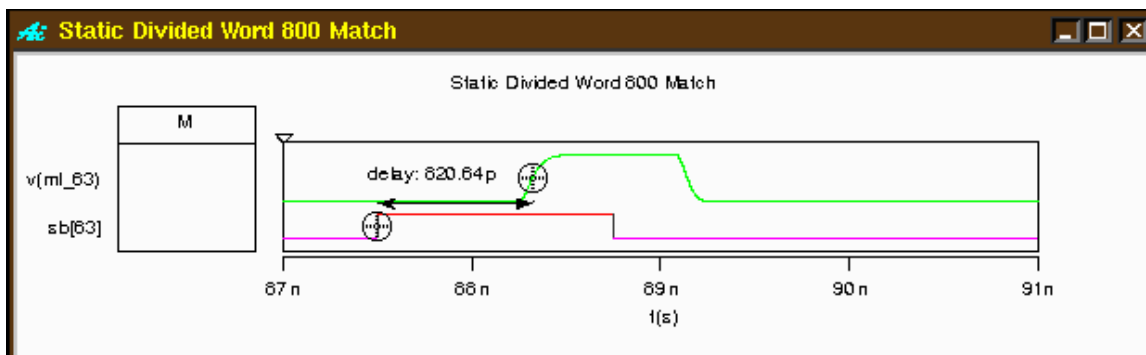 Static Divided Word 800 Match
Static Divided Word 800 Match
M
v(ml_63)
delay: 820.64p
sb[63]
87n 88n 89n 90n 91n
t(s)